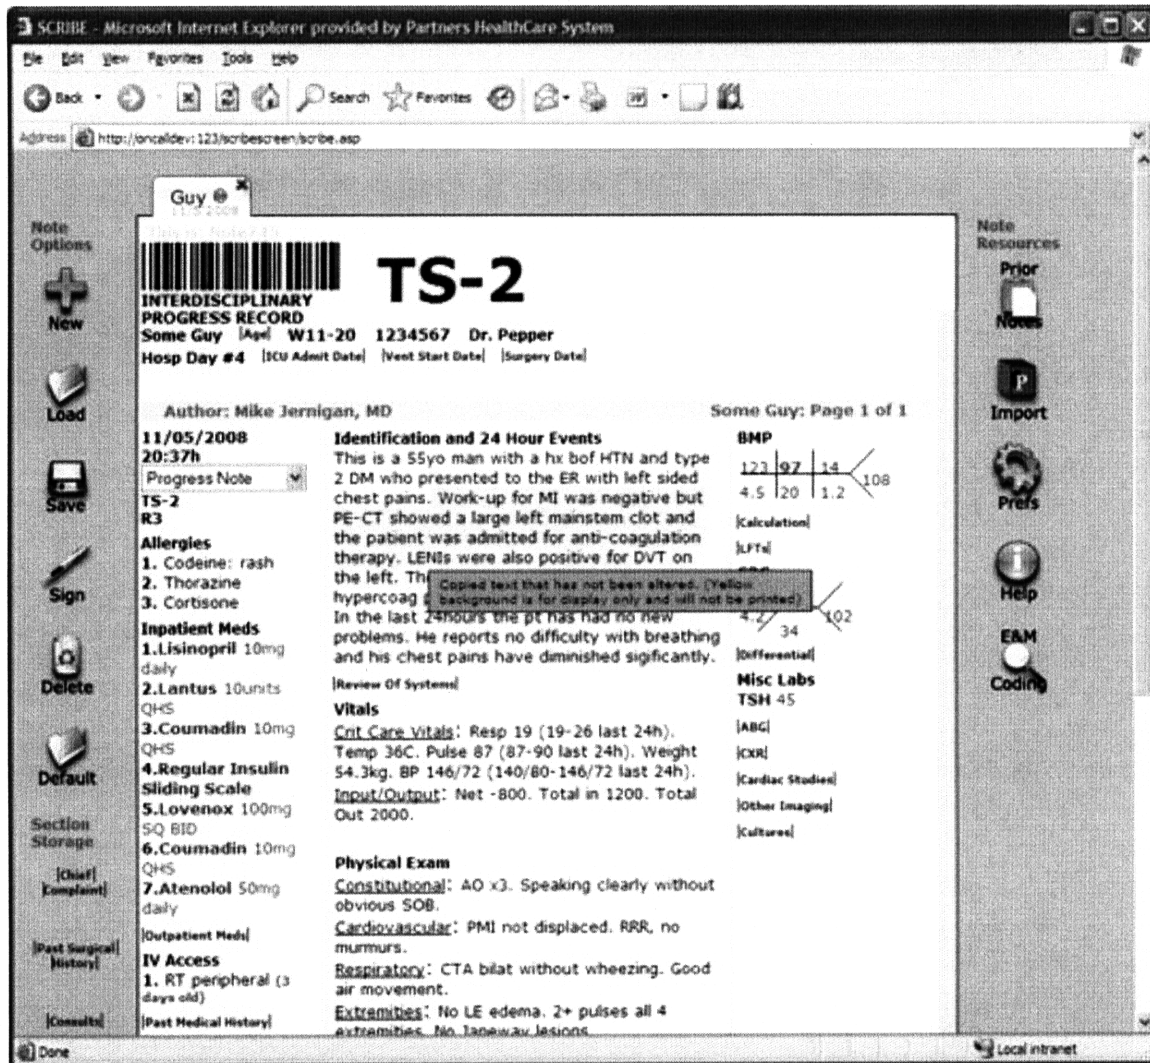 SCRIBE - Microsoft Internet Explorer provided by Partners HealthCare System
File Edit View Favorites Tools Help
Back Search Favorites
Address http://oncalldev:123/scribescreen/scribe.asp
Guy
11/5/2008
Note
Options
New
Load
Save
Sign
Delete
Default
Section
Storage
|Chief|
|Complaint|
|Past Surgical|
|History|
|Consults|
INTERDISCIPLINARY
PROGRESS RECORD
TS-2
Some Guy |Age| W11-20 1234567 Dr. Pepper
Hosp Day #4 |ICU Admit Date| |Vent Start Date| |Surgery Date|
Author: Mike Jernigan, MD Some Guy: Page 1 of 1
11/05/2008
20:37h
Progress Note
TS-2
R3
Allergies
1. Codeine: rash
2. Thorazine
3. Cortisone
Inpatient Meds
1.Lisinopril 10mg
daily
2.Lantus 10units
QHS
3.Coumadin 10mg
QHS
4.Regular Insulin
Sliding Scale
5.Lovenox 100mg
SQ BID
6.Coumadin 10mg
QHS
7.Atenolol 50mg
daily
|Outpatient Meds|
IV Access
1. RT peripheral (3
days old)
|Past Medical History|
Identification and 24 Hour Events
This is a 55yo man with a hx bof HTN and type
2 DM who presented to the ER with left sided
chest pains. Work-up for MI was negative but
PE-CT showed a large left mainstem clot and
the patient was admitted for anti-coagulation
therapy. LENIs were also positive for DVT on
the left. Th
hypercoag
Copied text that has not been altered. (Yellow
background is for display only and will not be printed)
In the last 24hours the pt has had no new
problems. He reports no difficulty with breathing
and his chest pains have diminished sigificantly.
|Review Of Systems|
Vitals
Crit Care Vitals: Resp 19 (19-26 last 24h).
Temp 36C. Pulse 87 (87-90 last 24h). Weight
54.3kg. BP 146/72 (140/80-146/72 last 24h).
Input/Output: Net -800. Total in 1200. Total
Out 2000.
Physical Exam
Constitutional: AO x3. Speaking clearly without
obvious SOB.
Cardiovascular: PMI not displaced. RRR, no
murmurs.
Respiratory: CTA bilat without wheezing. Good
air movement.
Extremities: No LE edema. 2+ pulses all 4
extremities. No Janeway lesions.
BMP
123 97 14
108
4.5 20 1.2
|Calculation|
|LFTs|
4.2 102
34
|Differential|
Misc Labs
TSH 45
|ABG|
|CXR|
|Cardiac Studies|
|Other Imaging|
|Cultures|
Note
Resources
Prior
Notes
P
Import
Prefs
Help
E&M
Coding
Done Local intranet